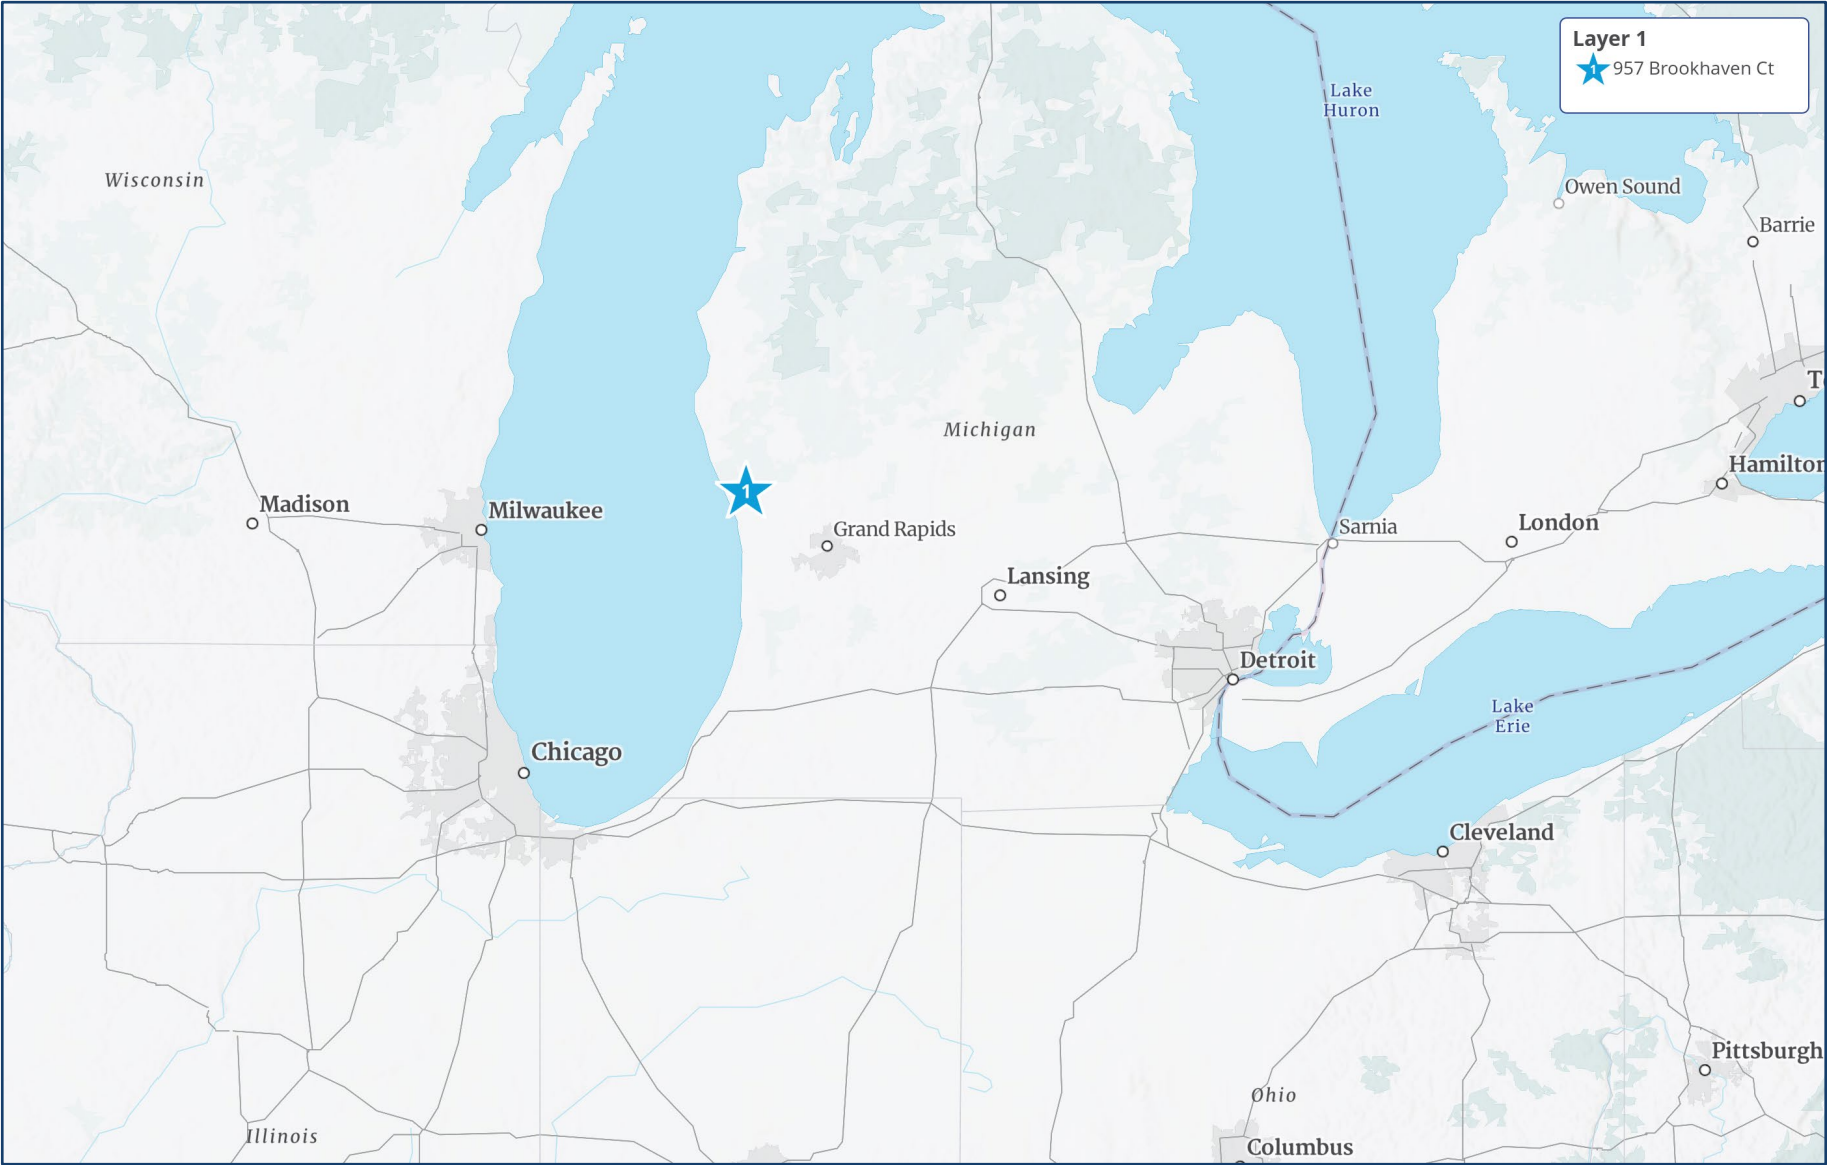 Layer 1
1 957 Brookhaven Ct
Lake
Huron
Wisconsin
Owen Sound
Barrie
T
Michigan
Hamilton
1
Madison
Milwaukee
Grand Rapids
Sarnia
London
Lansing
Detroit
Lake
Erie
Chicago
Cleveland
Pittsburgh
Ohio
Illinois
Columbus